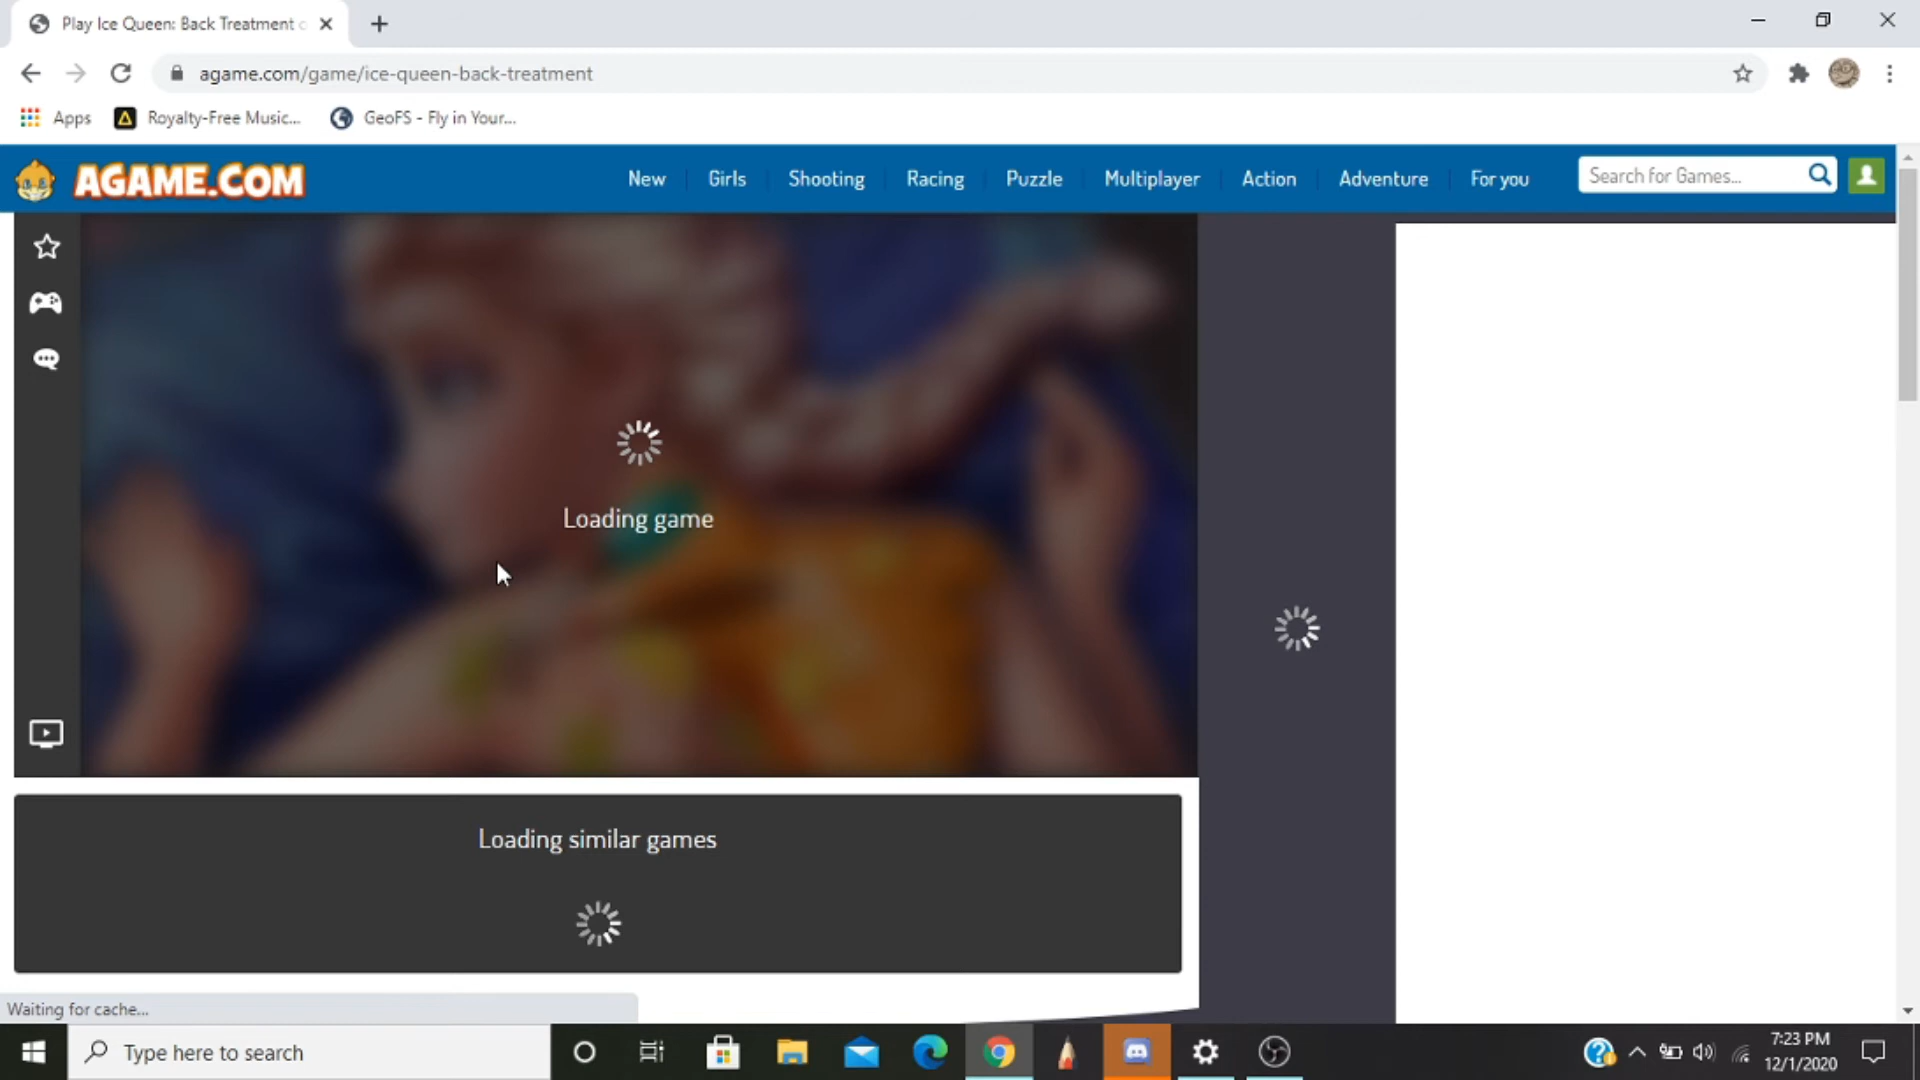 Play Ice Queen: Back Treatment o
agame.com/game/ice-queen-back-treatment
Apps Royalty-Free Music... GeoFS - Fly in Your...
AGAME.COM New Girls Shooting Racing Puzzle Multiplayer Action Adventure For you Search for Games...
Loading game
Loading similar games
Waiting for cache...
Type here to search
7:23 PM
12/1/2020